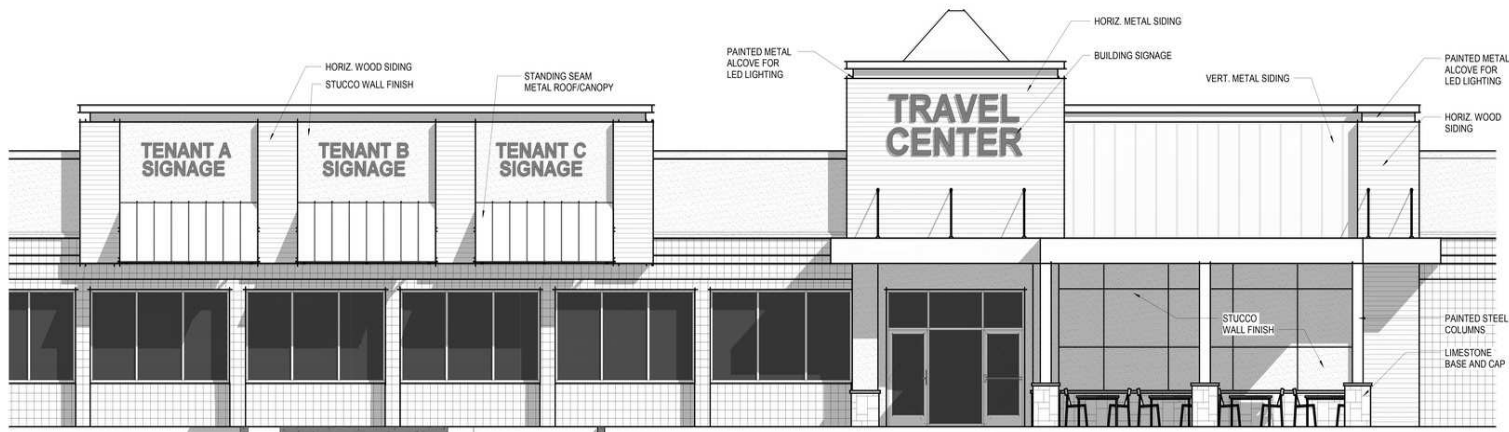 HORIZ. WOOD SIDING
STUCCO WALL FINISH
STANDING SEAM
METAL ROOF/CANOPY
TENANT A
SIGNAGE
TENANT B
SIGNAGE
TENANT C
SIGNAGE
PAINTED METAL
ALCOVE FOR
LED LIGHTING
HORIZ. METAL SIDING
BUILDING SIGNAGE
TRAVEL
CENTER
VERT. METAL SIDING
PAINTED METAL
ALCOVE FOR
LED LIGHTING
HORIZ. WOOD
SIDING
STUCCO
WALL FINISH
PAINTED STEEL
COLUMNS
LIMESTONE
BASE AND CAP